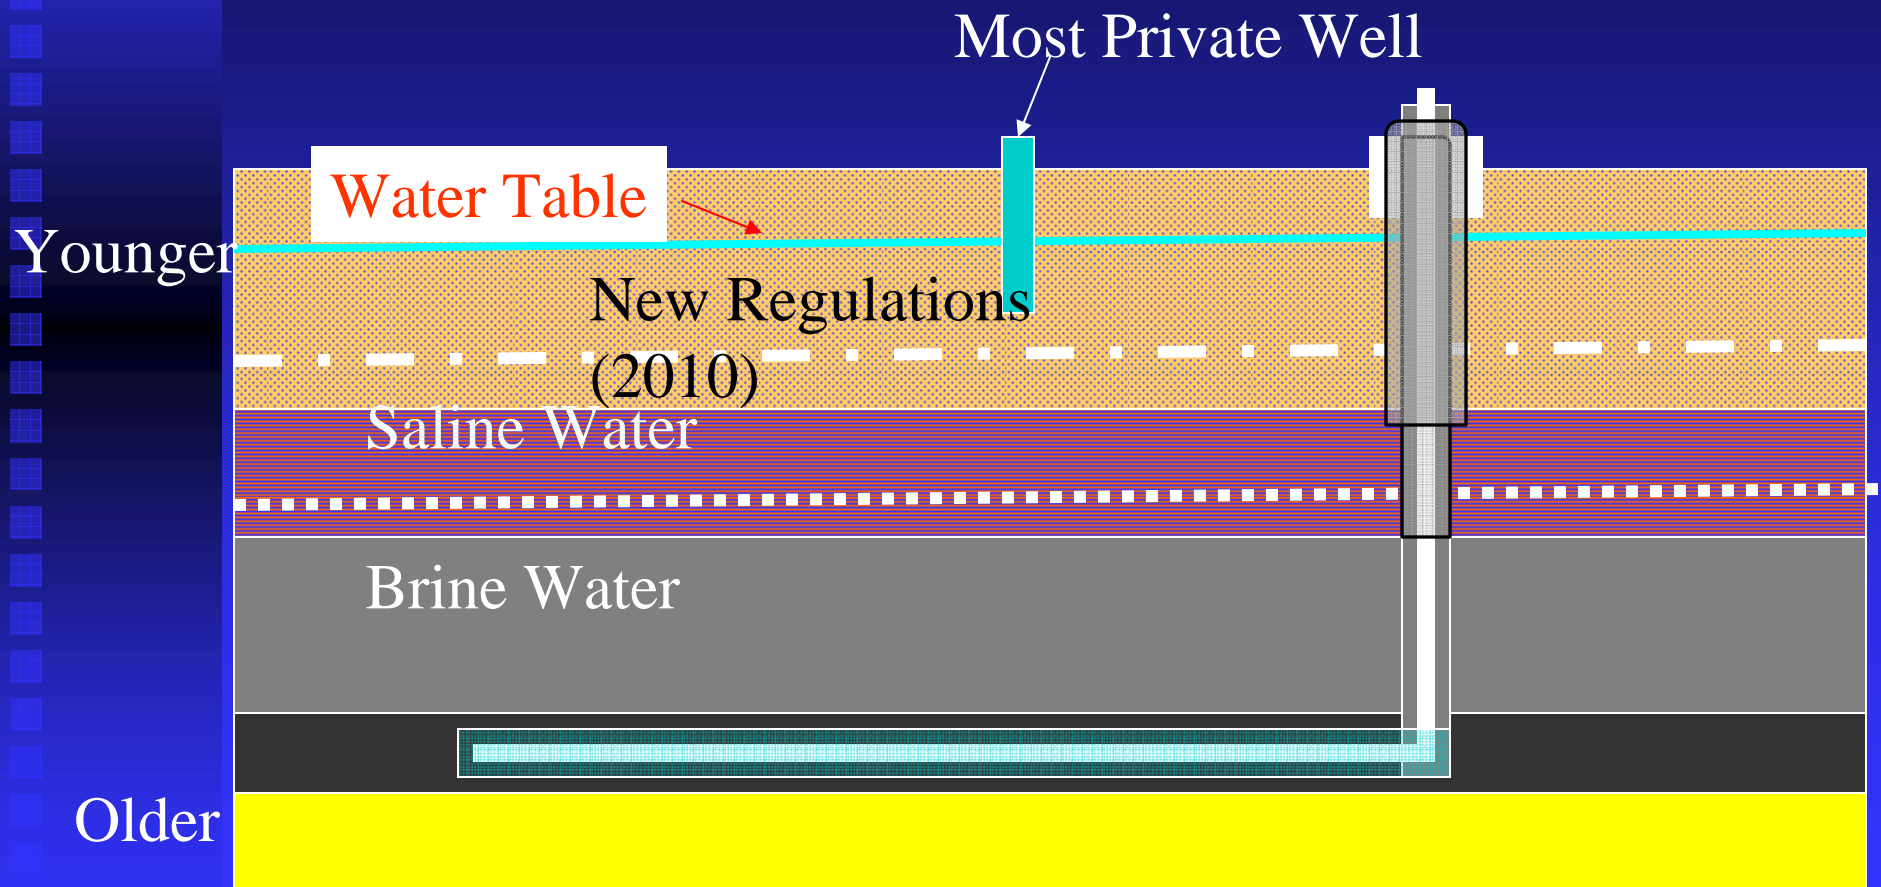 Most Private Well
Water Table
Younger
New Regulations
(2010)
Saline Water
Brine Water
Older